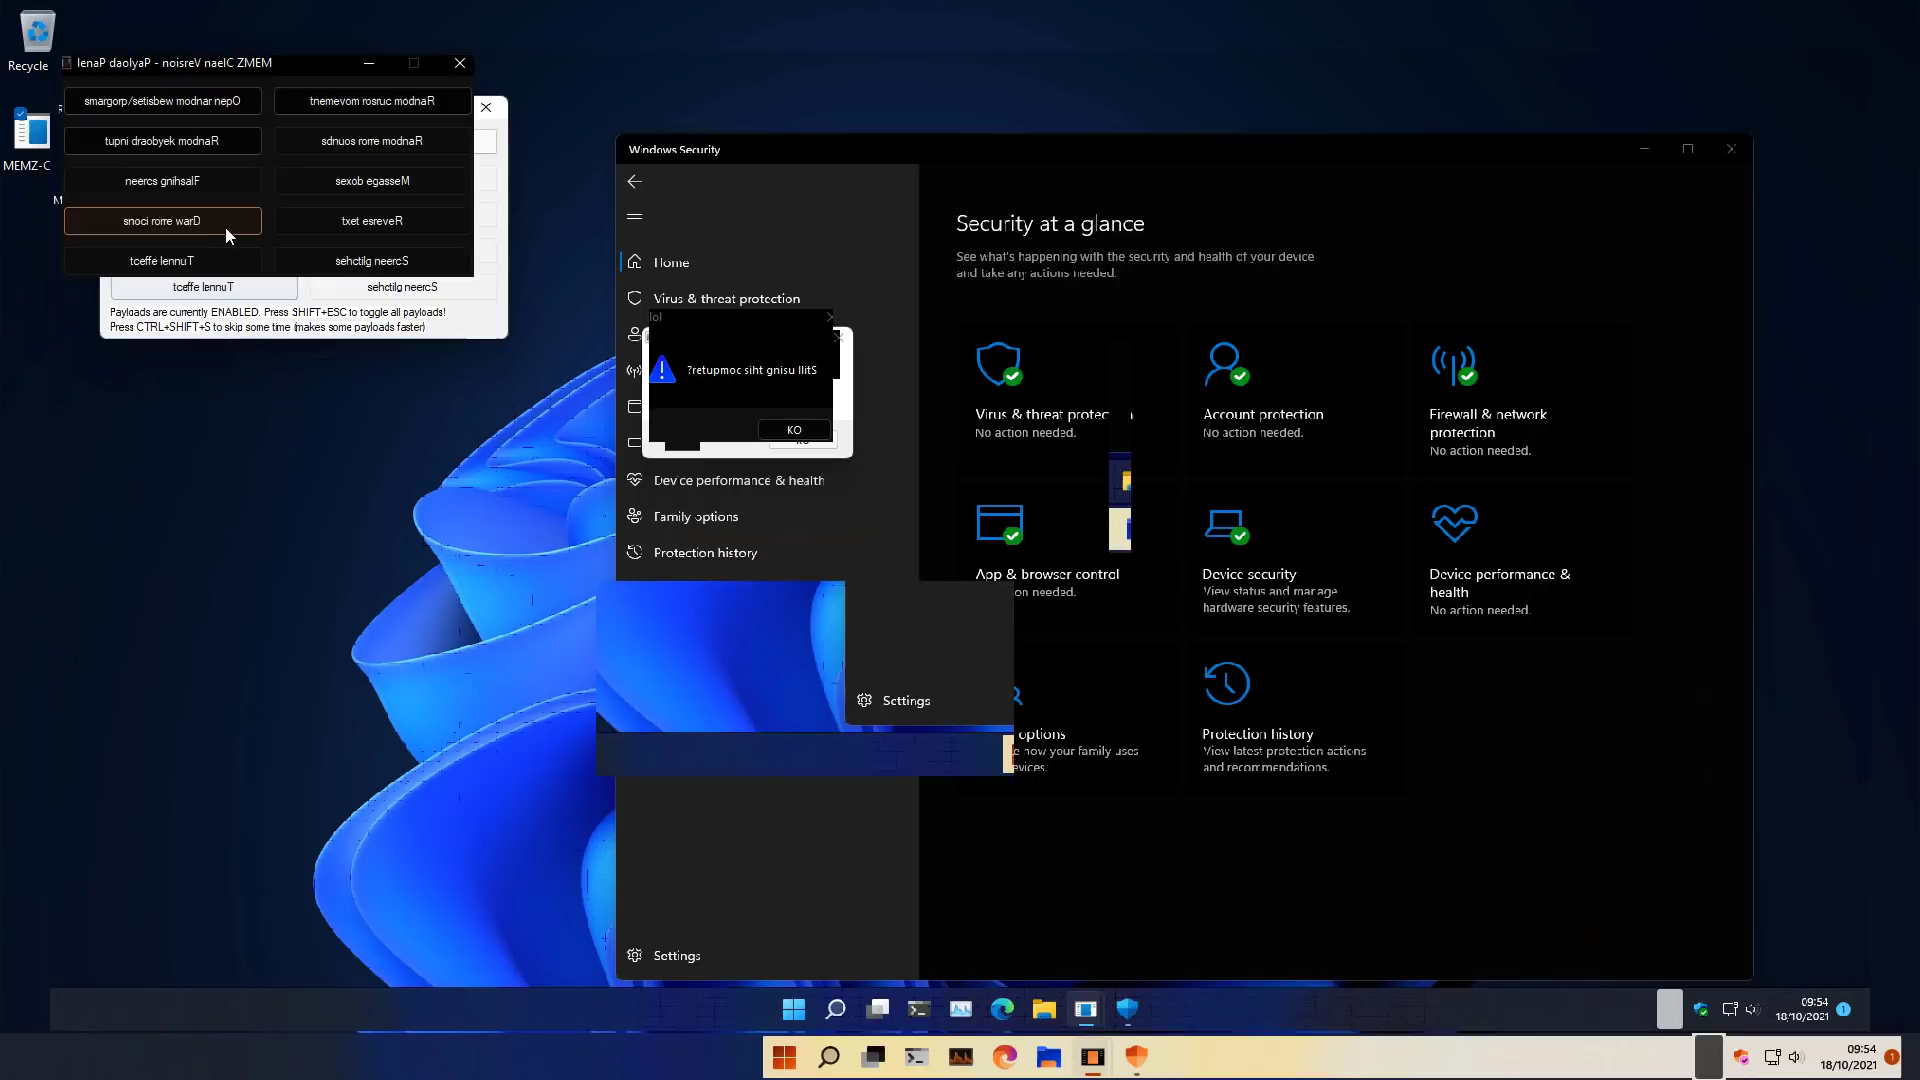 Recycle
MEMZ-C
lenaP daolyaP - noisreV naelC ZMEM
smargorp/setisbew modnar nepO
tnemevom rosruc modnaR
tupni draobyek modnaR
sdnuos rorre modnaR
neercs gnihsalF
sexob egasseM
snoci rorre warD
txet esreveR
tceffe lennuT
sehctilg neercS
tceffe lennuT
sehctilg neercS
Payloads are currently ENABLED. Press SHIFT+ESC to toggle all payloads!
Press CTRL+SHIFT+S to skip some time (makes some payloads faster)
Windows Security
Home
Virus & threat protection
lol
?retupmoc siht gnisu llitS
KO
Device performance & health
Family options
Protection history
Settings
Settings
Security at a glance
See what's happening with the security and health of your device
and take any actions needed.
Virus & threat protec
No action needed.
Account protection
No action needed.
Firewall & network
protection
No action needed.
App & browser control
on needed.
Device security
View status and manage
hardware security features.
Device performance &
health
No action needed.
options
e how your family uses
evices.
Protection history
View latest protection actions
and recommendations.
09:54
18/10/2021
1
09:54
18/10/2021
1